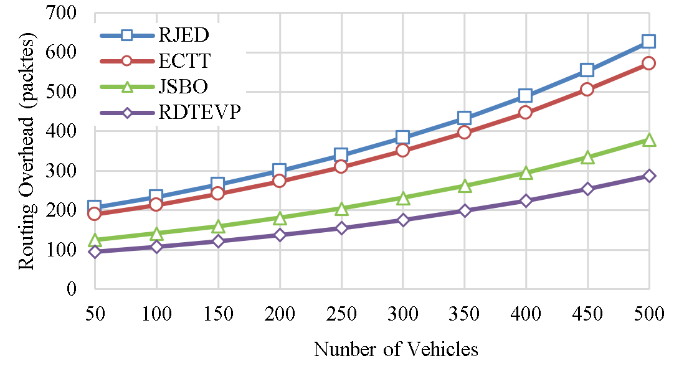 700
600
500
400
300
200
100
0
Routing Overhead (packtes)
RJED
ECTT
JSBO
RDTEVP
50 100 150 200 250 300 350 400 450 500
Nunber of Vehicles